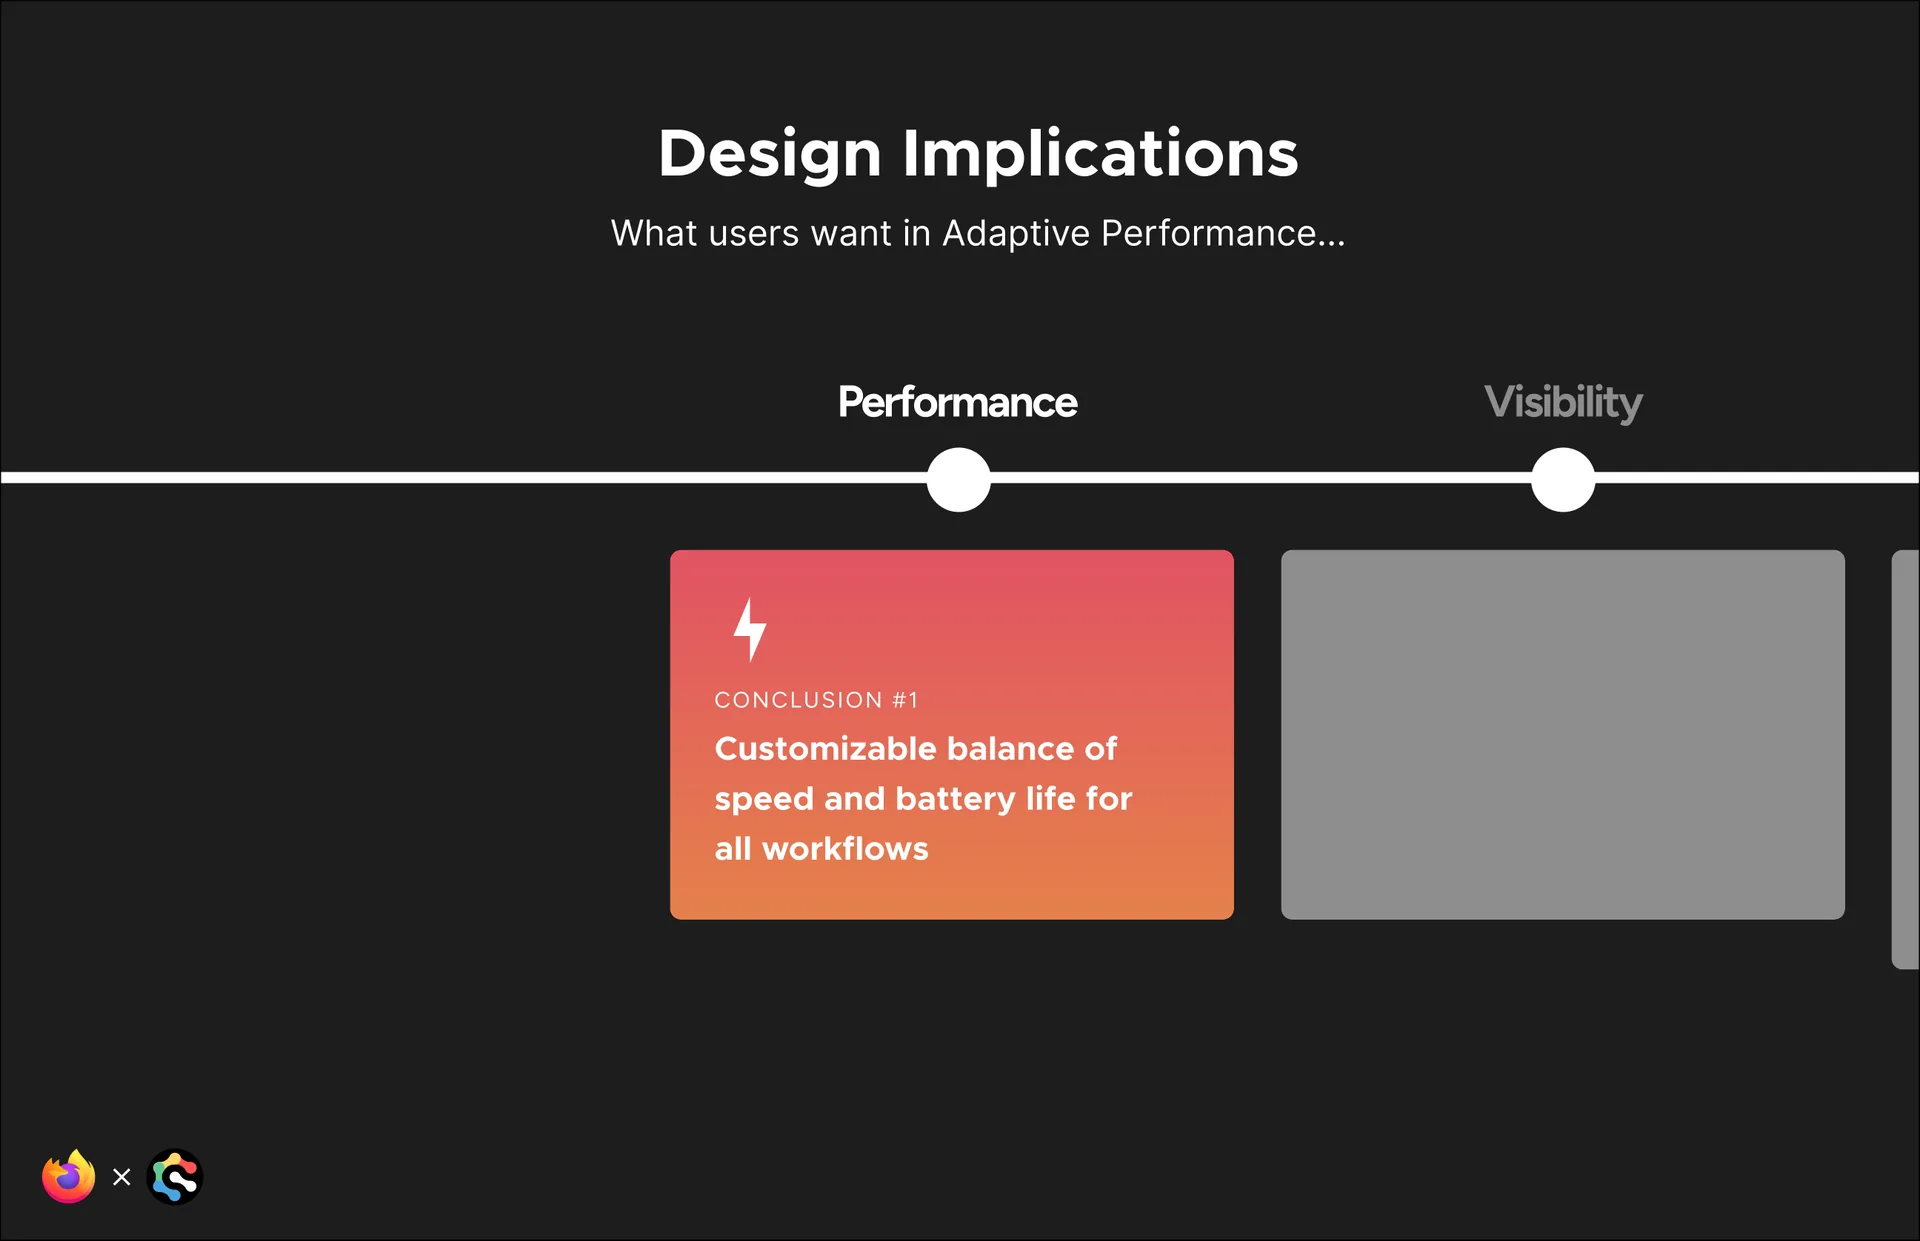 Design Implications
What users want in Adaptive Performance...
Performance
Visibility
CONCLUSION #1
Customizable balance of
speed and battery life for
all workflows